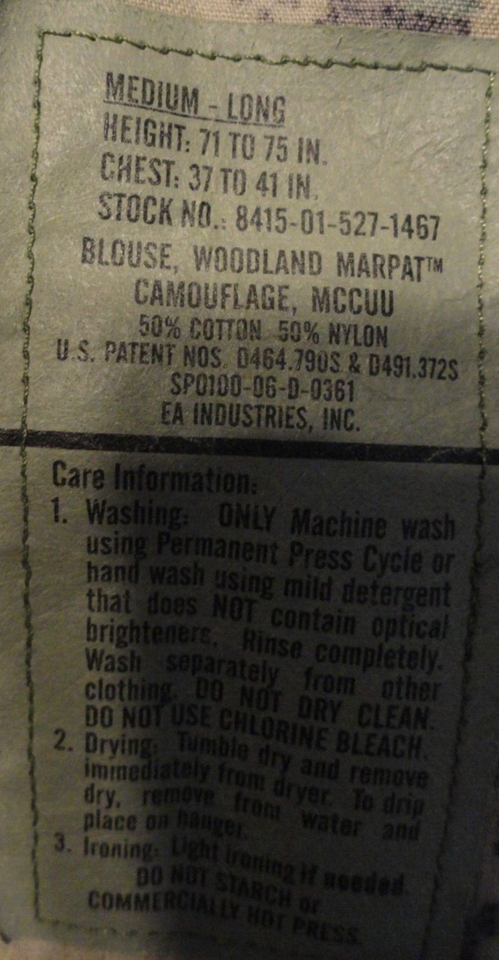 MEDIUM - LONG
HEIGHT: 71 TO 75 IN.
CHEST: 37 TO 41 IN.
STOCK NO.: 8415-01-527-1467
BLOUSE, WOODLAND MARPAT™
CAMOUFLAGE, MCCUU
50% COTTON 50% NYLON
U.S. PATENT NOS. D464.790S & D491.372S
SPO100-06-D-0361
EA INDUSTRIES, INC.
Care Information:
1. Washing: ONLY Machine wash
using Permanent Press Cycle or
hand wash using mild detergent
that does NOT contain optical
brighteners. Rinse completely.
Wash separately from other
clothing. DO NOT DRY CLEAN.
DO NOT USE CHLORINE BLEACH.
2. Drying: Tumble dry and remove
immediately from dryer. To drip
dry, remove from water and
place on hanger.
3. Ironing: Light ironing if needed.
DO NOT STARCH or
COMMERCIALLY HOT PRESS.